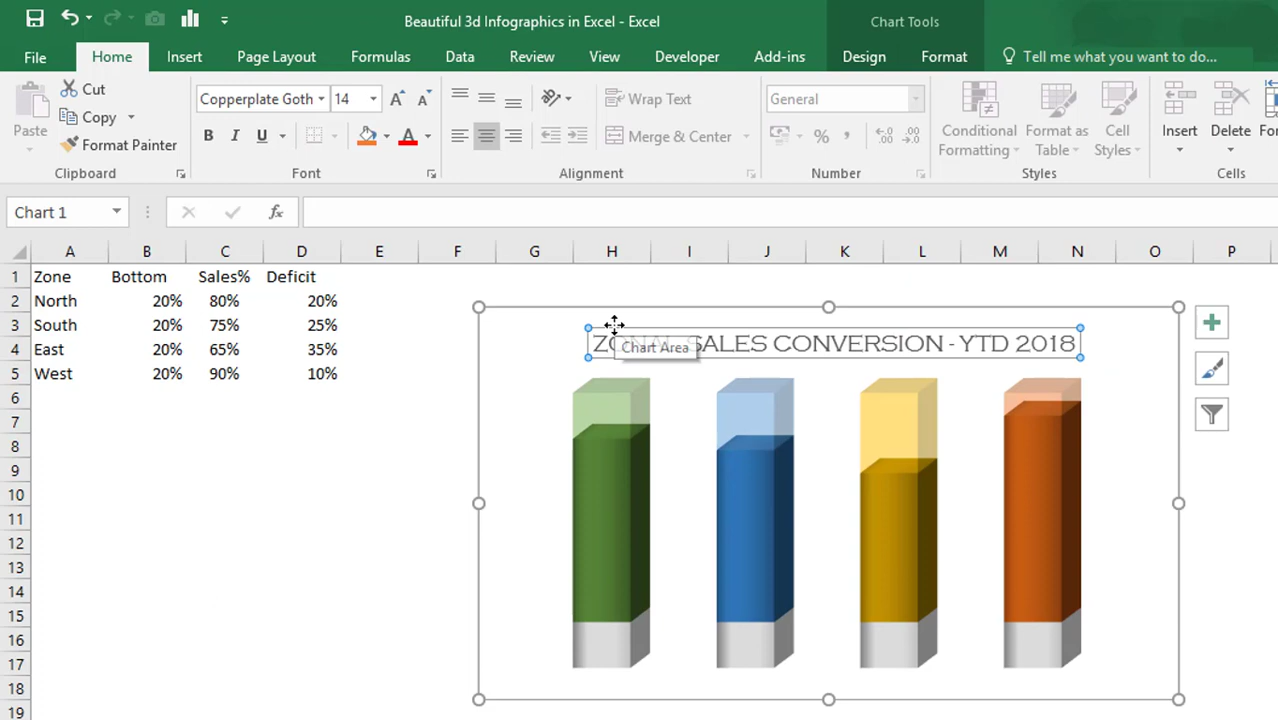 Beautiful 3d Infographics in Excel - Excel
Chart Tools
File Home Insert Page Layout Formulas Data Review View Developer Add-ins Design Format Tell me what you want to do...
Paste
Cut
Copy
Format Painter
Clipboard
Copperplate Goth 14
B I U
Font
Wrap Text
Merge & Center
Alignment
General
%
Number
Conditional Formatting
Format as Table
Cell Styles
Styles
Insert
Delete
Cells
Chart 1
fx
A B C D E F G H I J K L M N O P
1 Zone Bottom Sales% Deficit
2 North 20% 80% 20%
3 South 20% 75% 25%
4 East 20% 65% 35%
5 West 20% 90% 10%
6
7
8
9
10
11
12
13
14
15
16
17
18
19
ZONAL SALES CONVERSION - YTD 2018
Chart Area